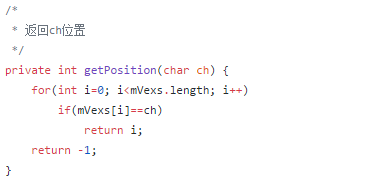 /*
 * 返回ch位置
 */
private int getPosition(char ch) {
    for(int i=0; i<mVexs.length; i++)
        if(mVexs[i]==ch)
            return i;
    return -1;
}